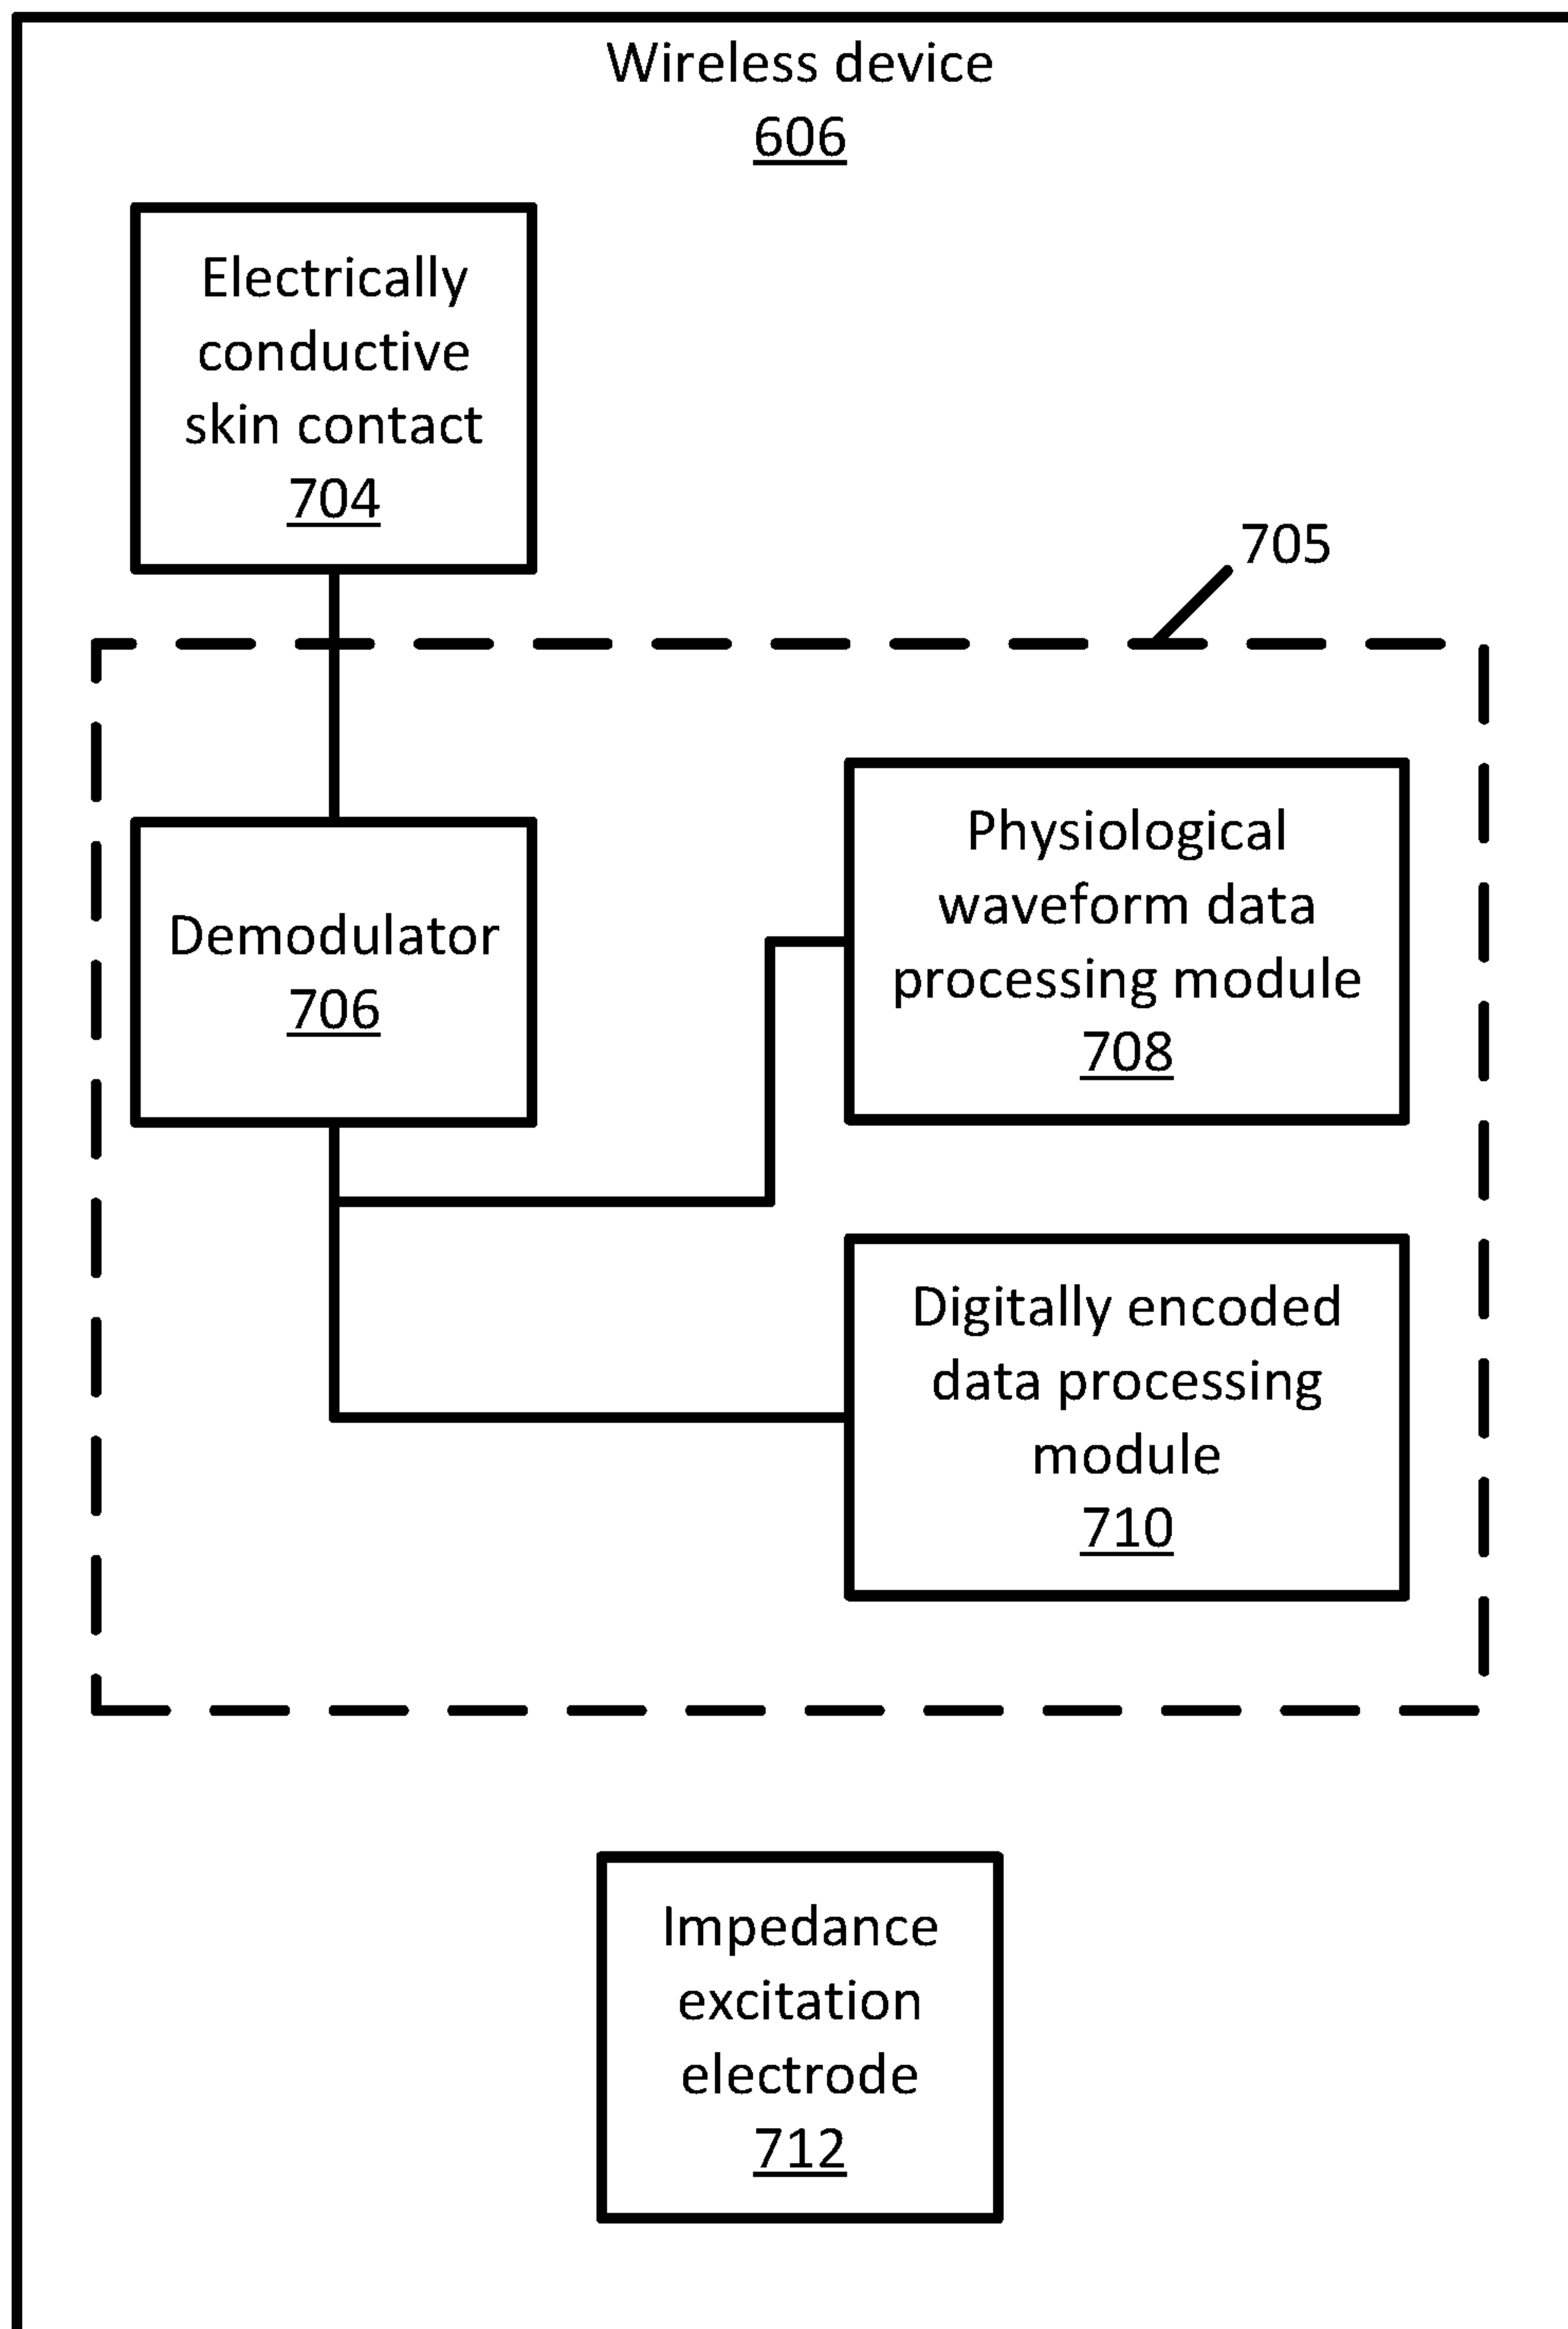 Wireless device
606
Electrically
conductive
skin contact
704
705
Demodulator
706
Physiological
waveform data
processing module
708
Digitally encoded
data processing
module
710
Impedance
excitation
electrode
712